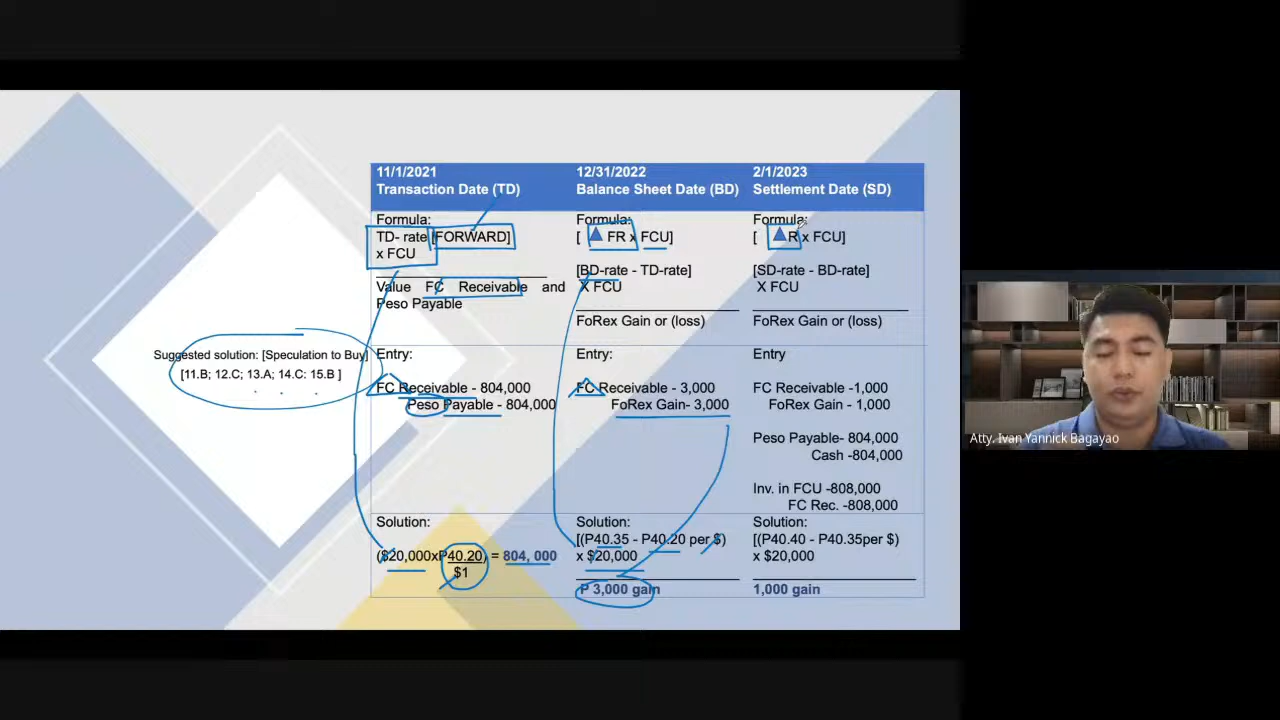 11/1/2021
Transaction Date (TD)
12/31/2022
Balance Sheet Date (BD)
2/1/2023
Settlement Date (SD)
Formula:
TD- rate [FORWARD]
x FCU
Value FC Receivable and
Peso Payable
Formula:
[ FR x FCU]
[BD-rate - TD-rate]
X FCU
FoRex Gain or (loss)
Formula:
[ R x FCU]
[SD-rate - BD-rate]
X FCU
FoRex Gain or (loss)
Suggested solution: [Speculation to Buy]
[11.B; 12.C; 13.A; 14.C: 15.B ]
Entry:
FC Receivable - 804,000
Peso Payable - 804,000
Entry:
FC Receivable - 3,000
FoRex Gain- 3,000
Entry
FC Receivable -1,000
FoRex Gain - 1,000
Peso Payable- 804,000
Cash -804,000
Inv. in FCU -808,000
FC Rec. -808,000
Solution:
($20,000xP40.20) = 804, 000
$1
Solution:
[(P40.35 - P40.20 per $)
x $20,000
P 3,000 gain
Solution:
[(P40.40 - P40.35per $)
x $20,000
1,000 gain
Atty. Ivan Yannick Bagayao